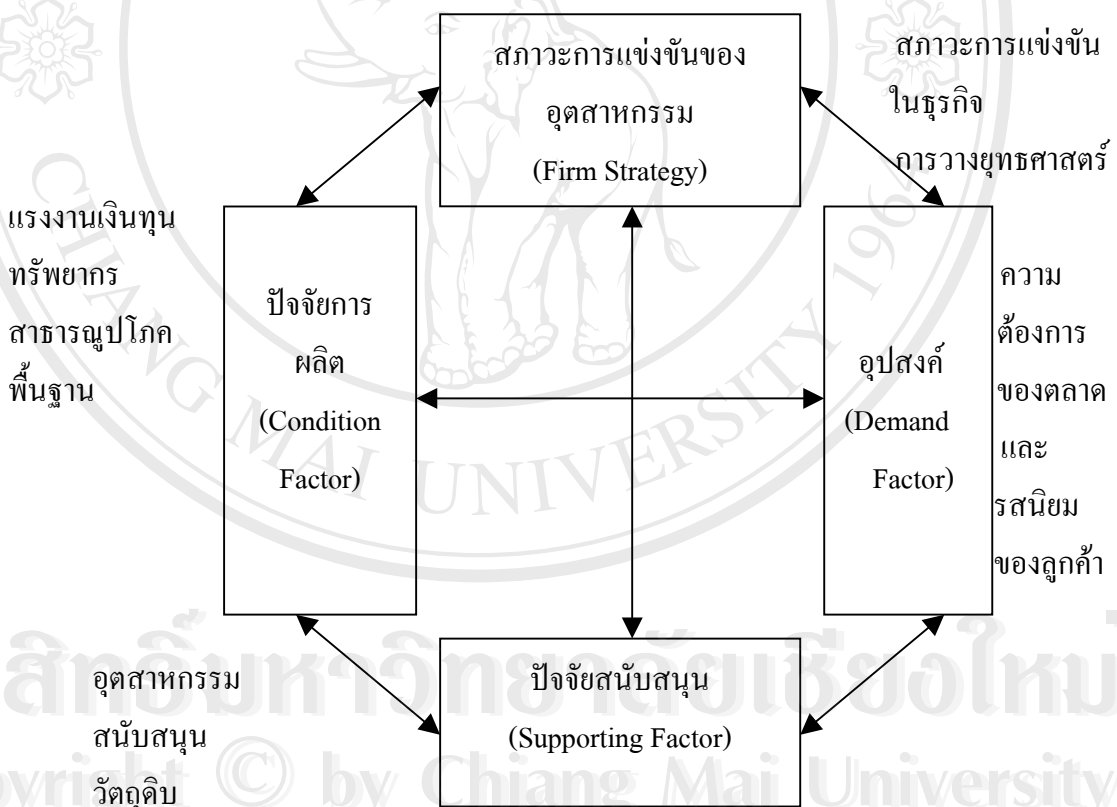 สภาวะการแข่งขันของ
อุตสาหกรรม
(Firm Strategy)
สภาวะการแข่งขัน
ในธุรกิจ
การวางยุทธศาสตร์
แรงงานเงินทุน
ทรัพยากร
สาธารณูปโภค
พื้นฐาน
ปัจจัยการ
ผลิต
(Condition
Factor)
อุปสงค์
(Demand
Factor)
ความ
ต้องการ
ของตลาด
และ
รสนิยม
ของลูกค้า
อุตสาหกรรม
สนับสนุน
วัตถุดิบ
ปัจจัยสนับสนุน
(Supporting Factor)
CHIANG MAI UNIVERSITY 1964
สิทธิ์มหาวิทยาลัยเชียงใหม่
© by Chiang Mai University